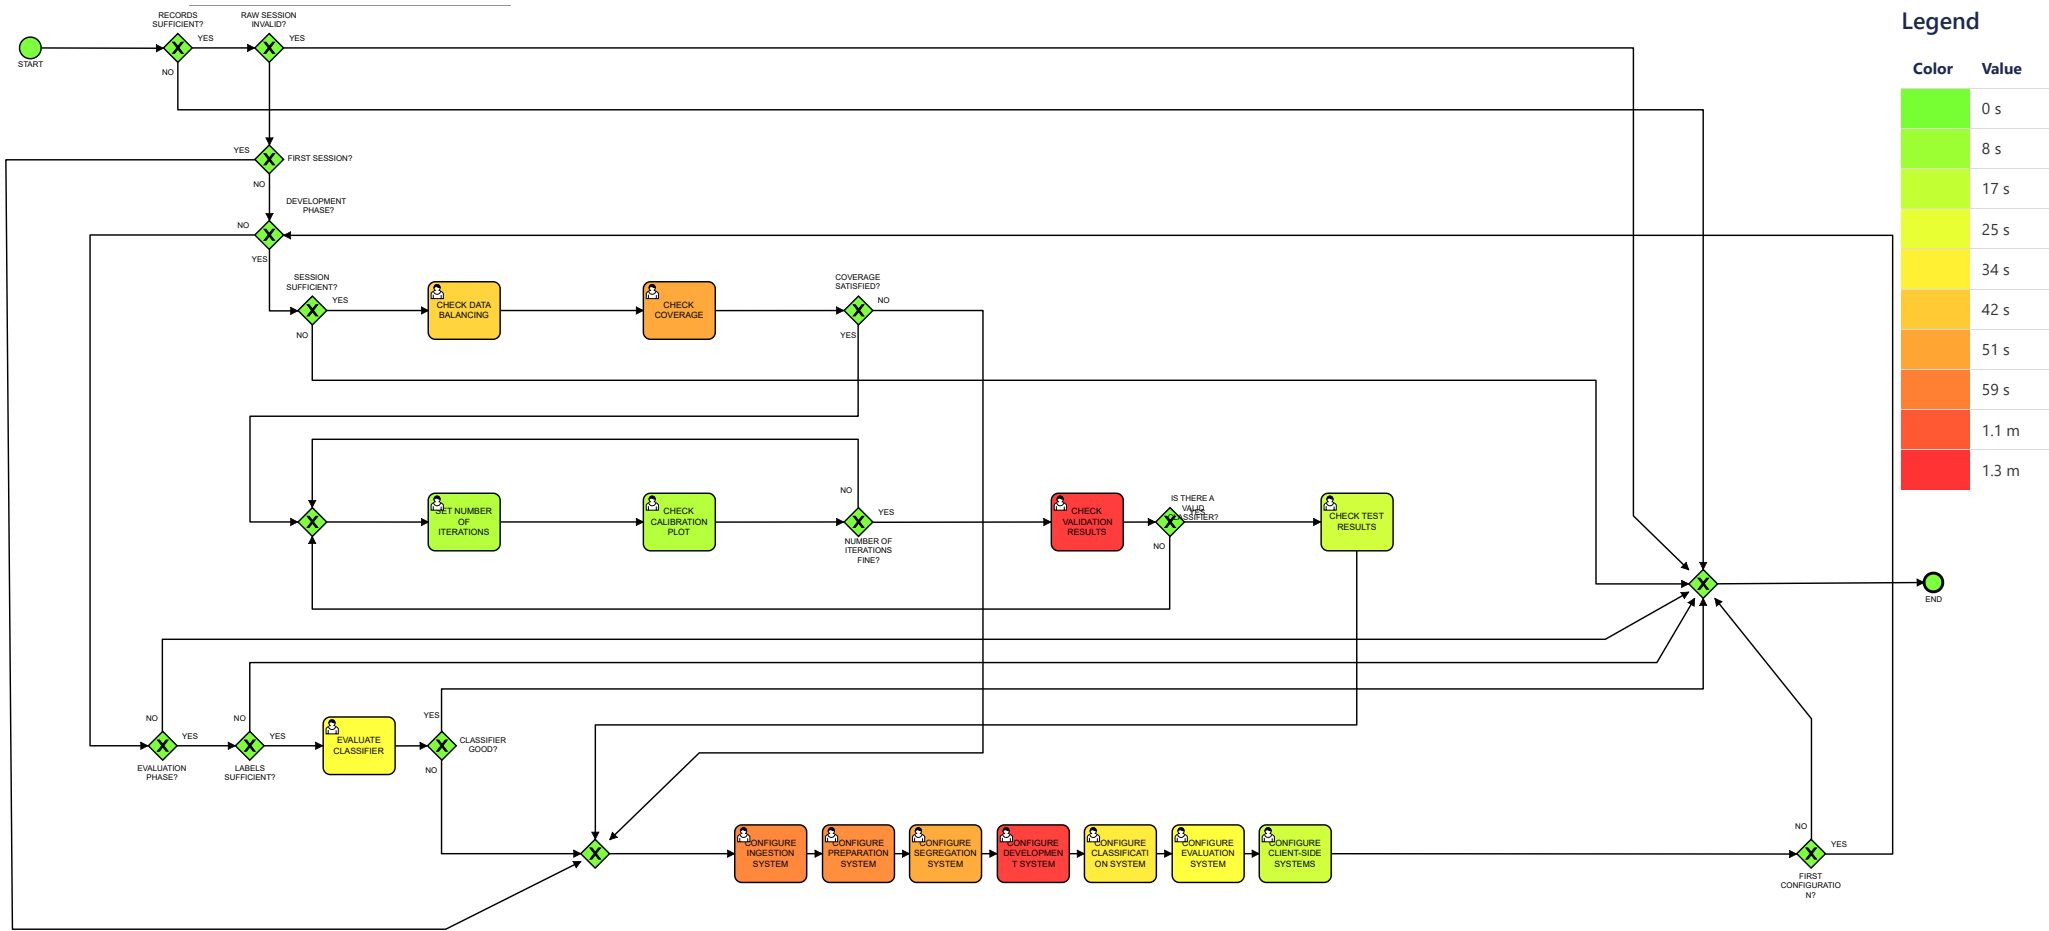 RECORDS
SUFFICIENT?
RAW SESSION
INVALID?
YES
YES
START
NO
YES
FIRST SESSION?
NO
DEVELOPMENT
PHASE?
NO
YES
SESSION
SUFFICIENT?
YES
NO
CHECK DATA
BALANCING
CHECK
COVERAGE
COVERAGE
SATISFIED?
NO
YES
SET NUMBER
OF
ITERATIONS
CHECK
CALIBRATION
PLOT
NO
YES
NUMBER OF
ITERATIONS
FINE?
CHECK
VALIDATION
RESULTS
IS THERE A
VALID
CLASSIFIER?
YES
NO
CHECK TEST
RESULTS
END
NO
YES
EVALUATION
PHASE?
NO
YES
LABELS
SUFFICIENT?
EVALUATE
CLASSIFIER
YES
CLASSIFIER
GOOD?
NO
CONFIGURE
INGESTION
SYSTEM
CONFIGURE
PREPARATION
SYSTEM
CONFIGURE
SEGREGATION
SYSTEM
CONFIGURE
DEVELOPMEN
T SYSTEM
CONFIGURE
CLASSIFICATI
ON SYSTEM
CONFIGURE
EVALUATION
SYSTEM
CONFIGURE
CLIENT-SIDE
SYSTEMS
NO
YES
FIRST
CONFIGURATIO
N?
Legend
Color Value
0 s
8 s
17 s
25 s
34 s
42 s
51 s
59 s
1.1 m
1.3 m